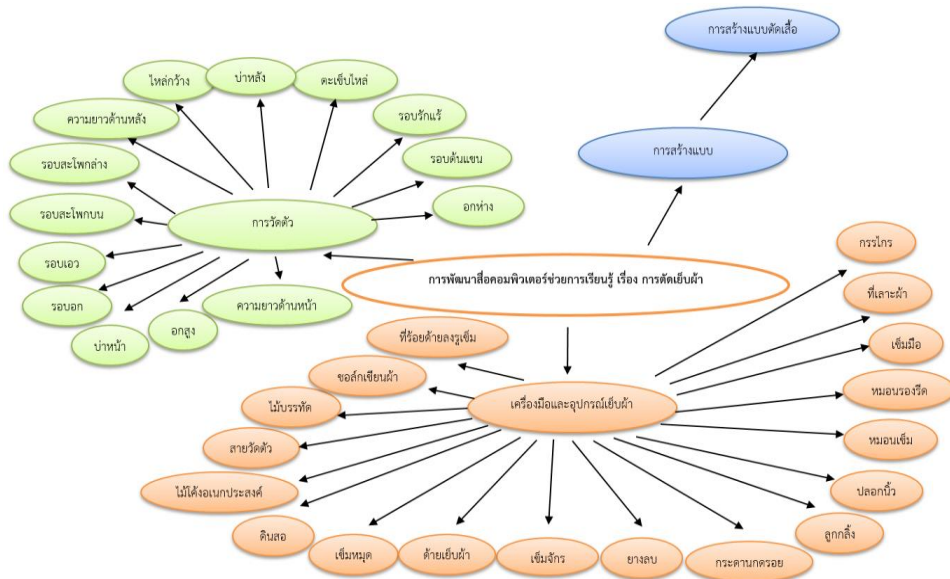 การสร้างแบบตัดเสื้อ
ไหล่กว้าง
บ่าหลัง
ตะเข็บไหล่
ความยาวด้านหลัง
รอบรักแร้
การสร้างแบบ
รอบสะโพกล่าง
รอบต้นแขน
รอบสะโพกบน
การวัดตัว
อกห่าง
กรรไกร
รอบเอว
การพัฒนาสื่อคอมพิวเตอร์ช่วยการเรียนรู้ เรื่อง การตัดเย็บผ้า
ที่เลาะผ้า
รอบอก
ความยาวด้านหน้า
บ่าหน้า
อกสูง
ที่ร้อยด้ายลงรูเข็ม
เข็มมือ
ชอล์กเขียนผ้า
หมอนรองรีด
ไม้บรรทัด
เครื่องมือและอุปกรณ์เย็บผ้า
สายวัดตัว
หมอนเข็ม
ไม้โค้งอเนกประสงค์
ปลอกนิ้ว
ดินสอ
ลูกกลิ้ง
เข็มหมุด
ด้ายเย็บผ้า
เข็มจักร
ยางลบ
กระดาษกดรอย